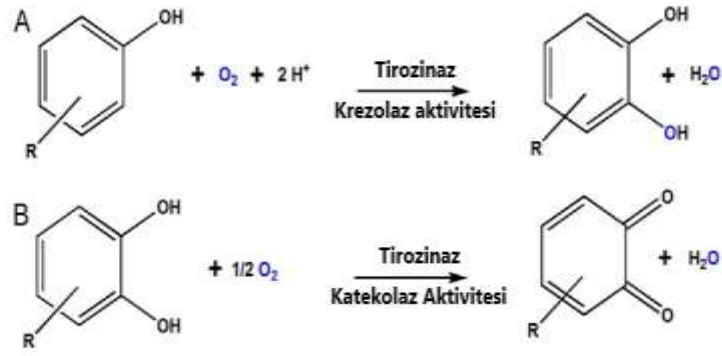 A
OH
+ O₂ + 2 H⁺
Tirozinaz
Krezolaz aktivitesi
R
OH
OH
+ H₂O
R
B
OH
OH
+ 1/2 O₂
Tirozinaz
Katekolaz Aktivitesi
R
O
O
+ H₂O
R